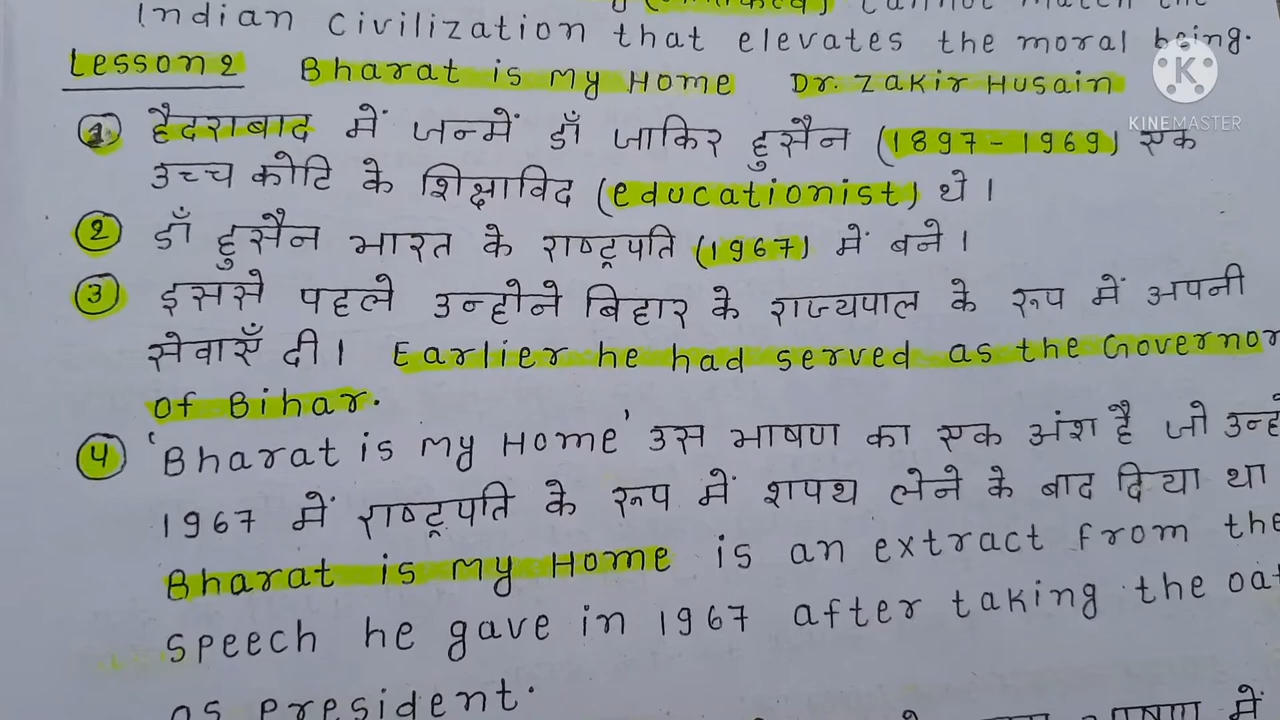 Indian Civilization that elevates the moral being.
Lesson 2 Bharat is my Home Dr. Zakir Husain
KINEMASTER
① हैदराबाद में जन्में डाँ जाकिर हुसैन (1897-1969) एक
उच्च कोटि के शिक्षाविद (educationist) थे।
② डाँ हुसैन भारत के राष्ट्रपति (1967) में बने।
③ इससे पहले उन्होने बिहार के राज्यपाल के रूप में अपनी
सेवाएँ दी। Earlier he had served as the Governor
of Bihar.
④ 'Bharat is my Home' उस भाषण का एक अंश है जो
1967 में राष्ट्रपति के रूप में शपथ लेने के बाद दिया था
Bharat is my Home is an extract from the
speech he gave in 1967 after taking the
as President.